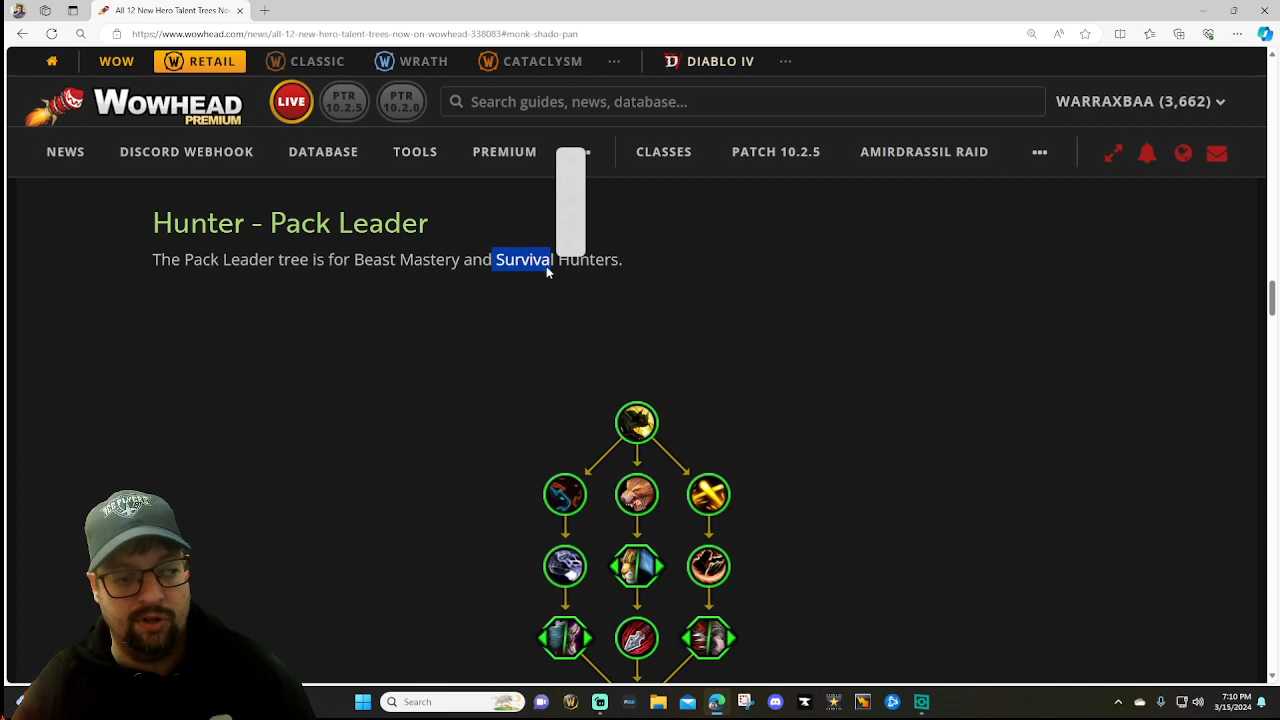 All 12 New Hero Talent Trees No
https://www.wowhead.com/news/all-12-new-hero-talent-trees-now-on-wowhead-338083#monk-shado-pan
WOW RETAIL CLASSIC WRATH CATACLYSM DIABLO IV
WOWHEAD
PREMIUM
LIVE
PTR
10.2.5
PTR
10.2.0
Search guides, news, database...
WARRAXBAA (3,662)
NEWS DISCORD WEBHOOK DATABASE TOOLS PREMIUM CLASSES PATCH 10.2.5 AMIRDRASSIL RAID
Hunter - Pack Leader
The Pack Leader tree is for Beast Mastery and Survival Hunters.
Search
7:10 PM
3/15/2024